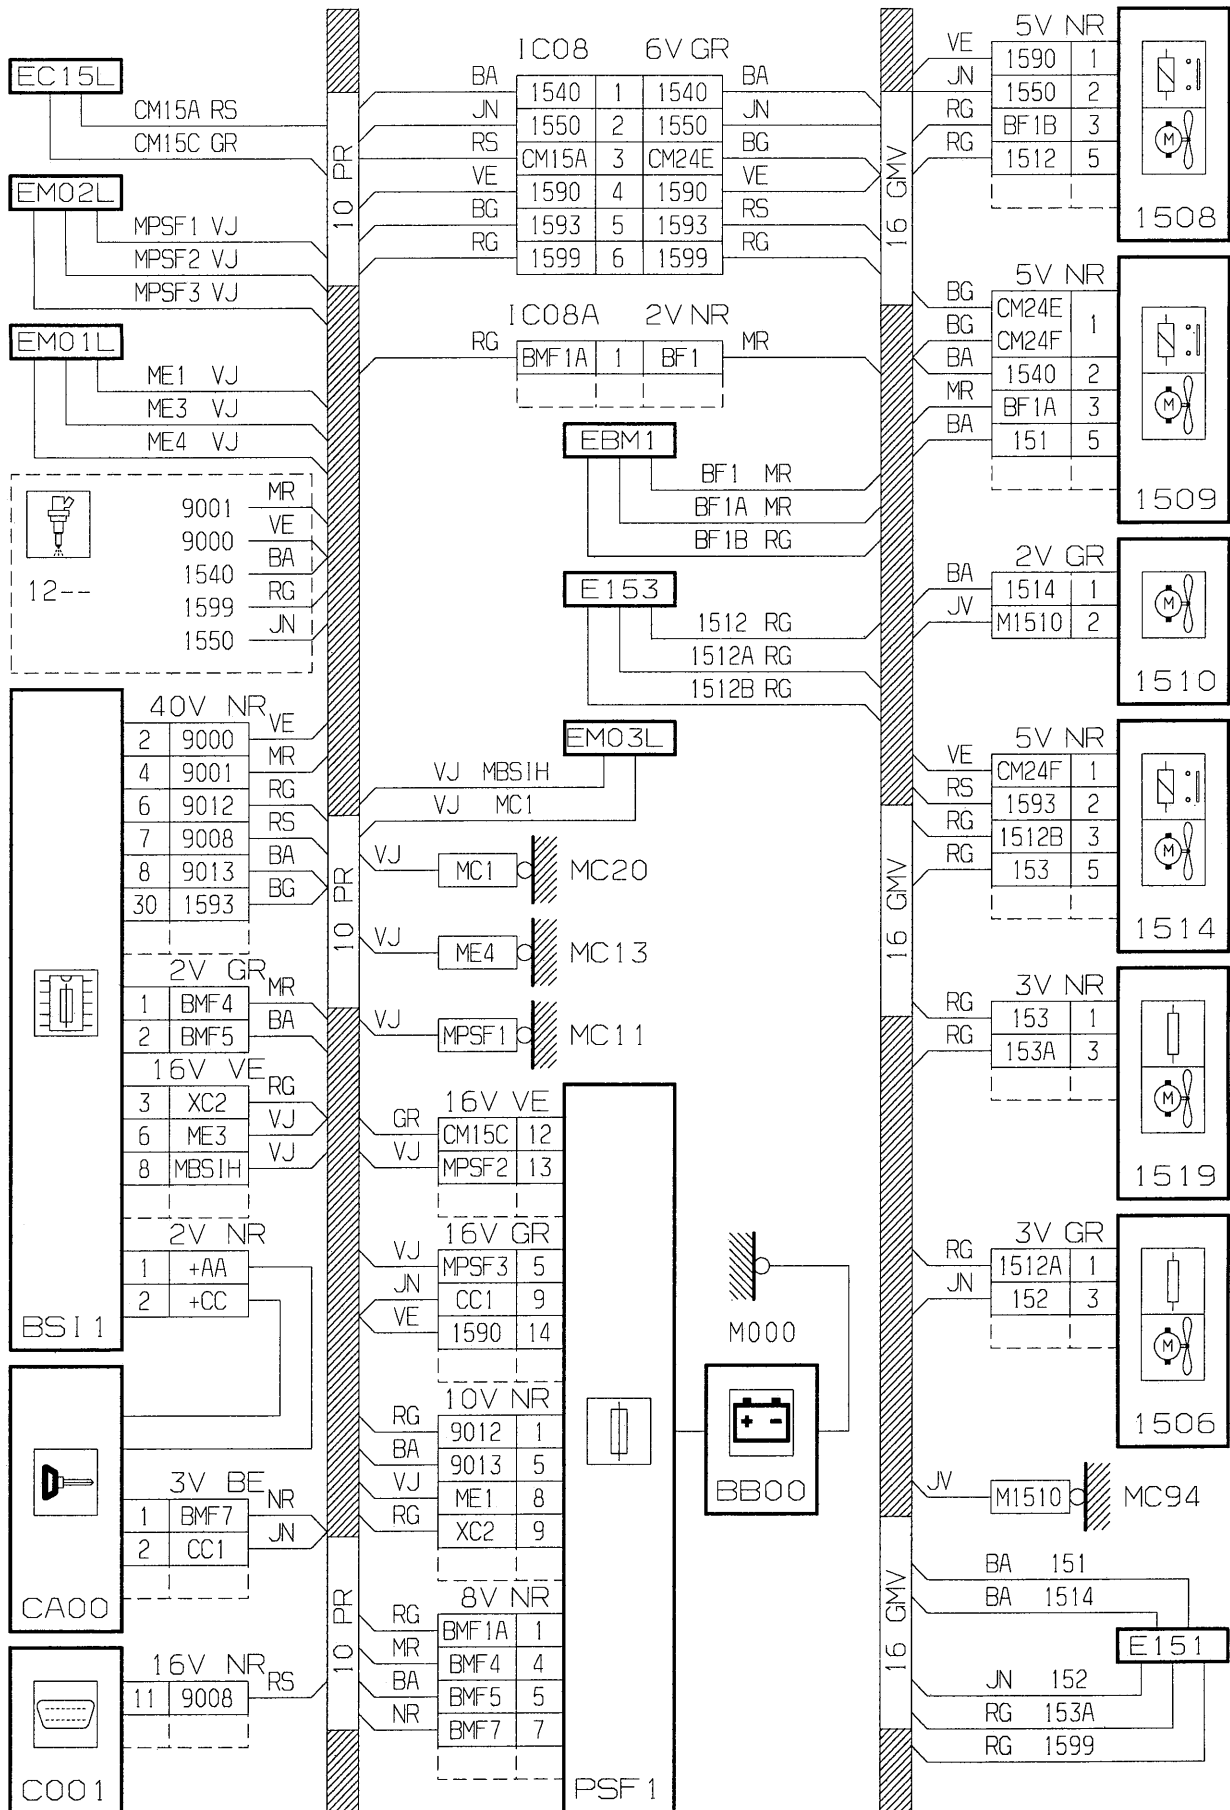 EC15L
CM15A RS
CM15C GR
EM02L
MPSF1 VJ
MPSF2 VJ
MPSF3 VJ
EM01L
ME1 VJ
ME3 VJ
ME4 VJ
12--
9001 MR
9000 VE
1540 BA
1599 RG
1550 JN
BSI1
40V NR
2 9000 VE
4 9001 MR
6 9012 RG
7 9008 RS
8 9013 BA
30 1593 BG
2V GR
1 BMF4 MR
2 BMF5 BA
16V VE
3 XC2 RG
6 ME3 VJ
8 MBSIH VJ
2V NR
1 +AA
2 +CC
CA00
3V BE
1 BMF7 NR
2 CC1 JN
C001
16V NR
11 9008 RS
10 PR
10 PR
10 PR
IC08 6V GR
BA 1540 1 1540 BA
JN 1550 2 1550 JN
RS CM15A 3 CM24E BG
VE 1590 4 1590 VE
BG 1593 5 1593 RS
RG 1599 6 1599 RG
IC08A 2V NR
RG BMF1A 1 BF1 MR
EBM1
BF1 MR
BF1A MR
BF1B RG
E153
1512 RG
1512A RG
1512B RG
EM03L
VJ MBSIH
VJ MC1
VJ MC1 MC20
VJ ME4 MC13
VJ MPSF1 MC11
16V VE
GR CM15C 12
VJ MPSF2 13
16V GR
VJ MPSF3 5
JN CC1 9
VE 1590 14
10V NR
RG 9012 1
BA 9013 5
VJ ME1 8
RG XC2 9
8V NR
RG BMF1A 1
MR BMF4 4
BA BMF5 5
NR BMF7 7
PSF1
M000
+ -
BB00
16 GMV
16 GMV
16 GMV
5V NR
VE 1590 1
JN 1550 2
RG BF1B 3
RG 1512 5
M
1508
5V NR
BG CM24E 1
BG CM24F
BA 1540 2
MR BF1A 3
BA 151 5
M
1509
2V GR
BA 1514 1
JV M1510 2
M
1510
5V NR
VE CM24F 1
RS 1593 2
RG 1512B 3
RG 153 5
M
1514
3V NR
RG 153 1
RG 153A 3
M
1519
3V GR
RG 1512A 1
JN 152 3
M
1506
JV M1510 MC94
BA 151
BA 1514
E151
JN 152
RG 153A
RG 1599